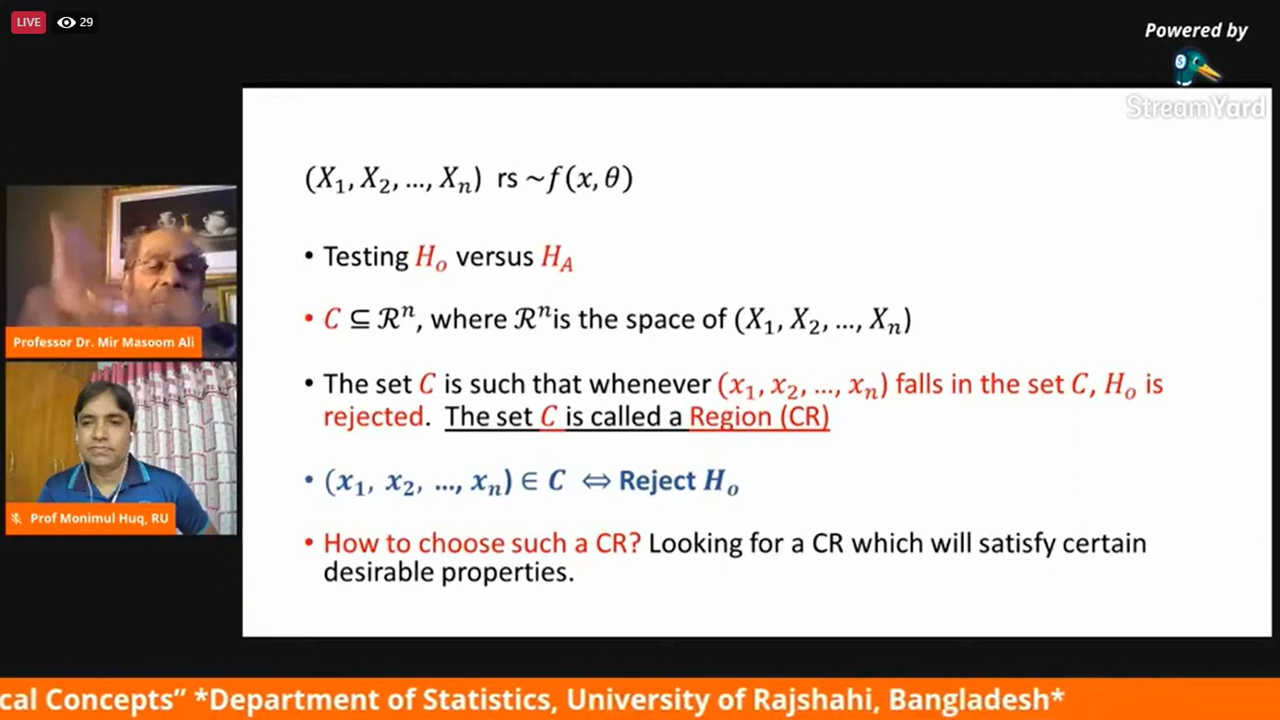 LIVE 29
Powered by
StreamYard
(X₁, X₂, ..., Xₙ) rs ~f(x, θ)
• Testing Hₒ versus H_A
• C ⊆ ℛⁿ, where ℛⁿis the space of (X₁, X₂, ..., Xₙ)
• The set C is such that whenever (x₁, x₂, ..., xₙ) falls in the set C, Hₒ is
rejected. The set C is called a Region (CR)
• (x₁, x₂, ..., xₙ) ∈ C ⇔ Reject Hₒ
• How to choose such a CR? Looking for a CR which will satisfy certain
desirable properties.
Professor Dr. Mir Masoom Ali
Prof Monimul Huq, RU
cal Concepts” *Department of Statistics, University of Rajshahi, Bangladesh*